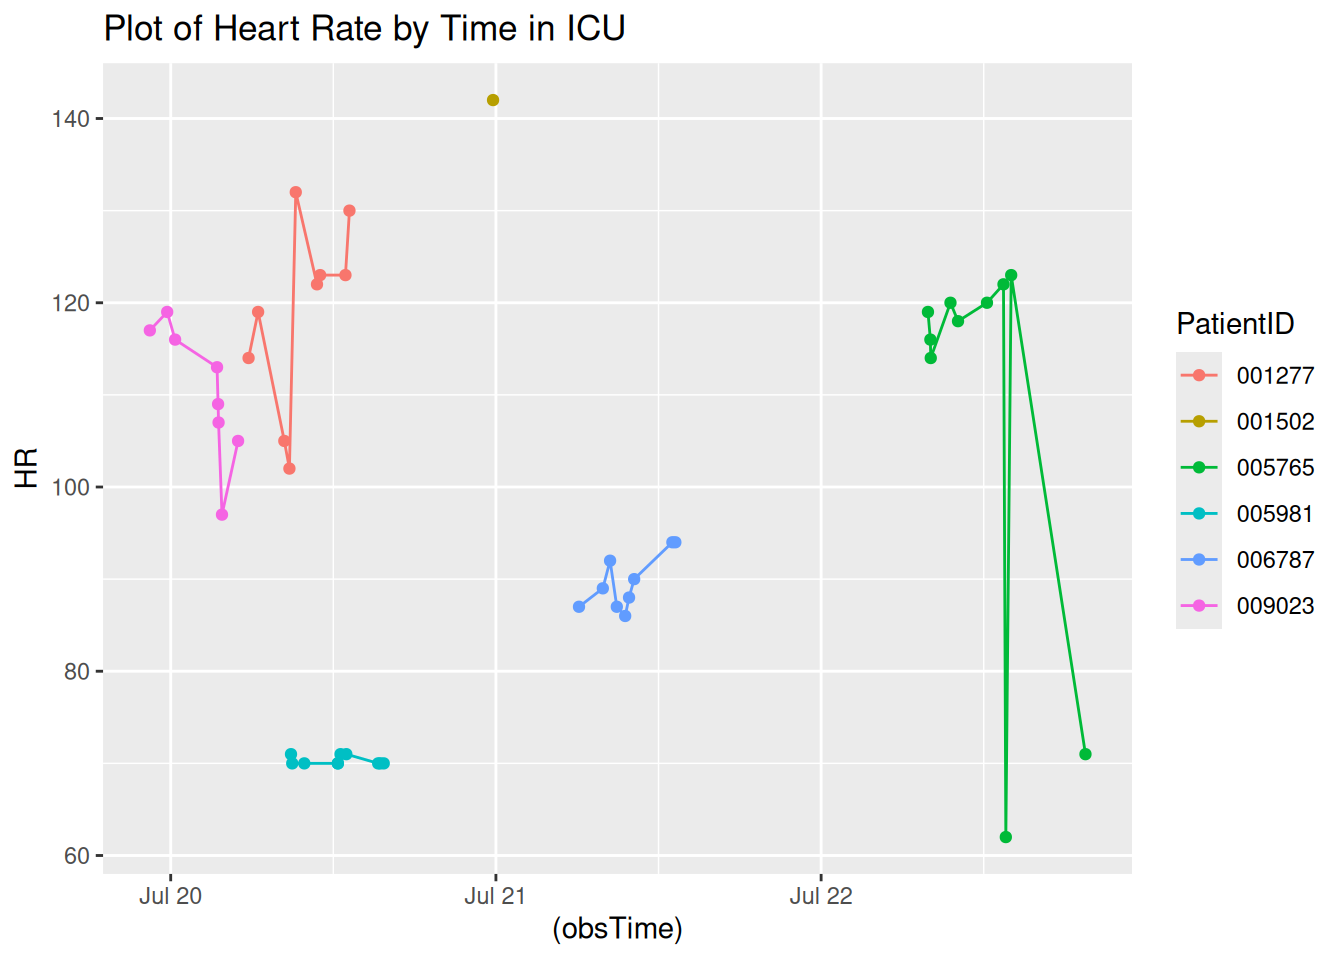 Plot of Heart Rate by Time in ICU
140
120
100
80
60
HR
Jul 20
Jul 21
Jul 22
(obsTime)
PatientID
001277
001502
005765
005981
006787
009023